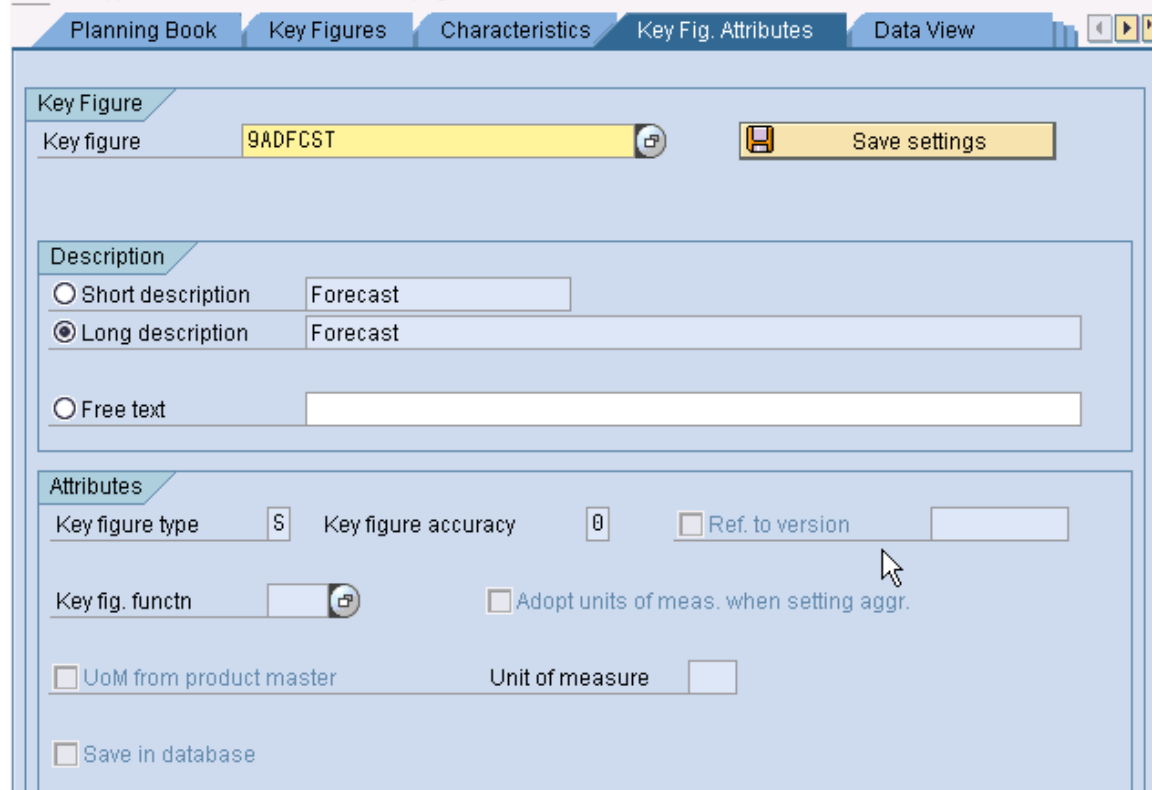 Planning Book Key Figures Characteristics Key Fig. Attributes Data View
Key Figure
Key figure 9ADFCST Save settings
Description
Short description Forecast
Long description Forecast
Free text
Attributes
Key figure type S Key figure accuracy 0 Ref. to version
Key fig. functn Adopt units of meas. when setting aggr.
UoM from product master Unit of measure
Save in database